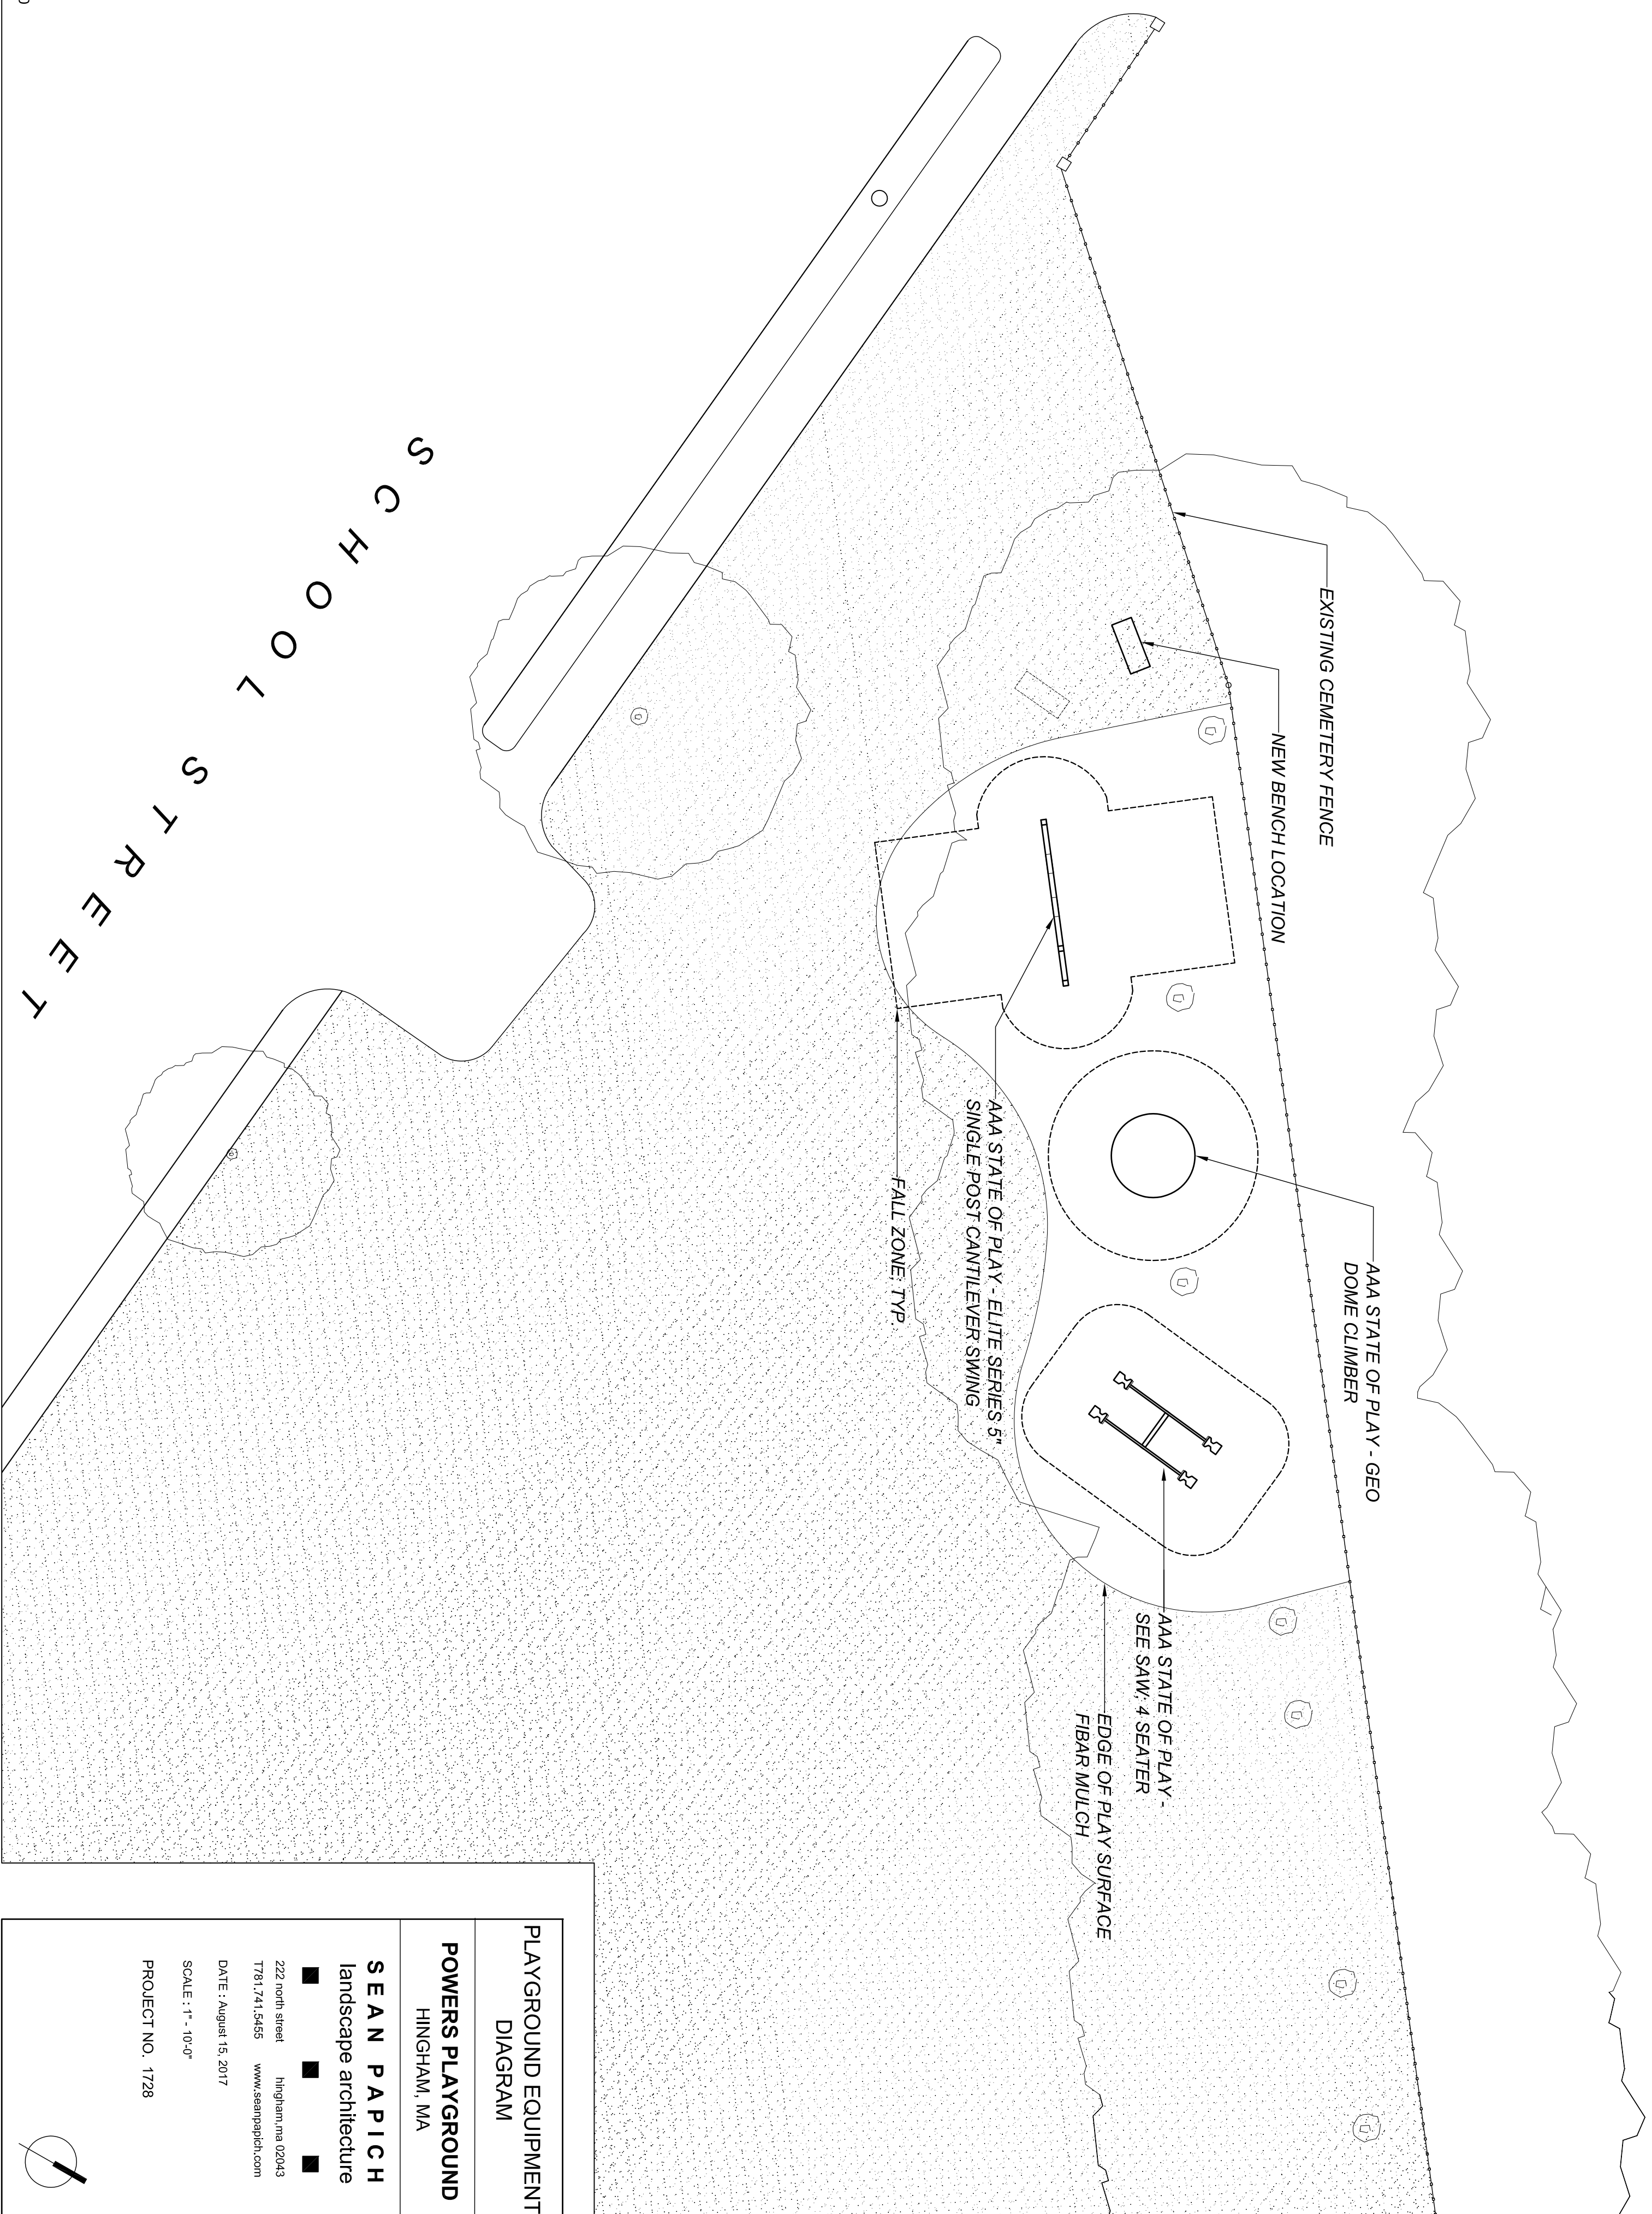 SCHOOL STREET
EXISTING CEMETERY FENCE
NEW BENCH LOCATION
AAA STATE OF PLAY - GEO
DOME CLIMBER
AAA STATE OF PLAY - ELITE SERIES 5"
SINGLE POST CANTILEVER SWING
FALL ZONE; TYP.
AAA STATE OF PLAY -
SEE SAW; 4 SEATER
EDGE OF PLAY SURFACE
FIBAR MULCH
PLAYGROUND EQUIPMENT
DIAGRAM
POWERS PLAYGROUND
HINGHAM, MA
SEAN PAPICH
landscape architecture
222 north street hingham,ma 02043
T781.741.5455 www.seanpapich.com
DATE : August 15, 2017
SCALE : 1" - 10'-0"
PROJECT NO. 1728